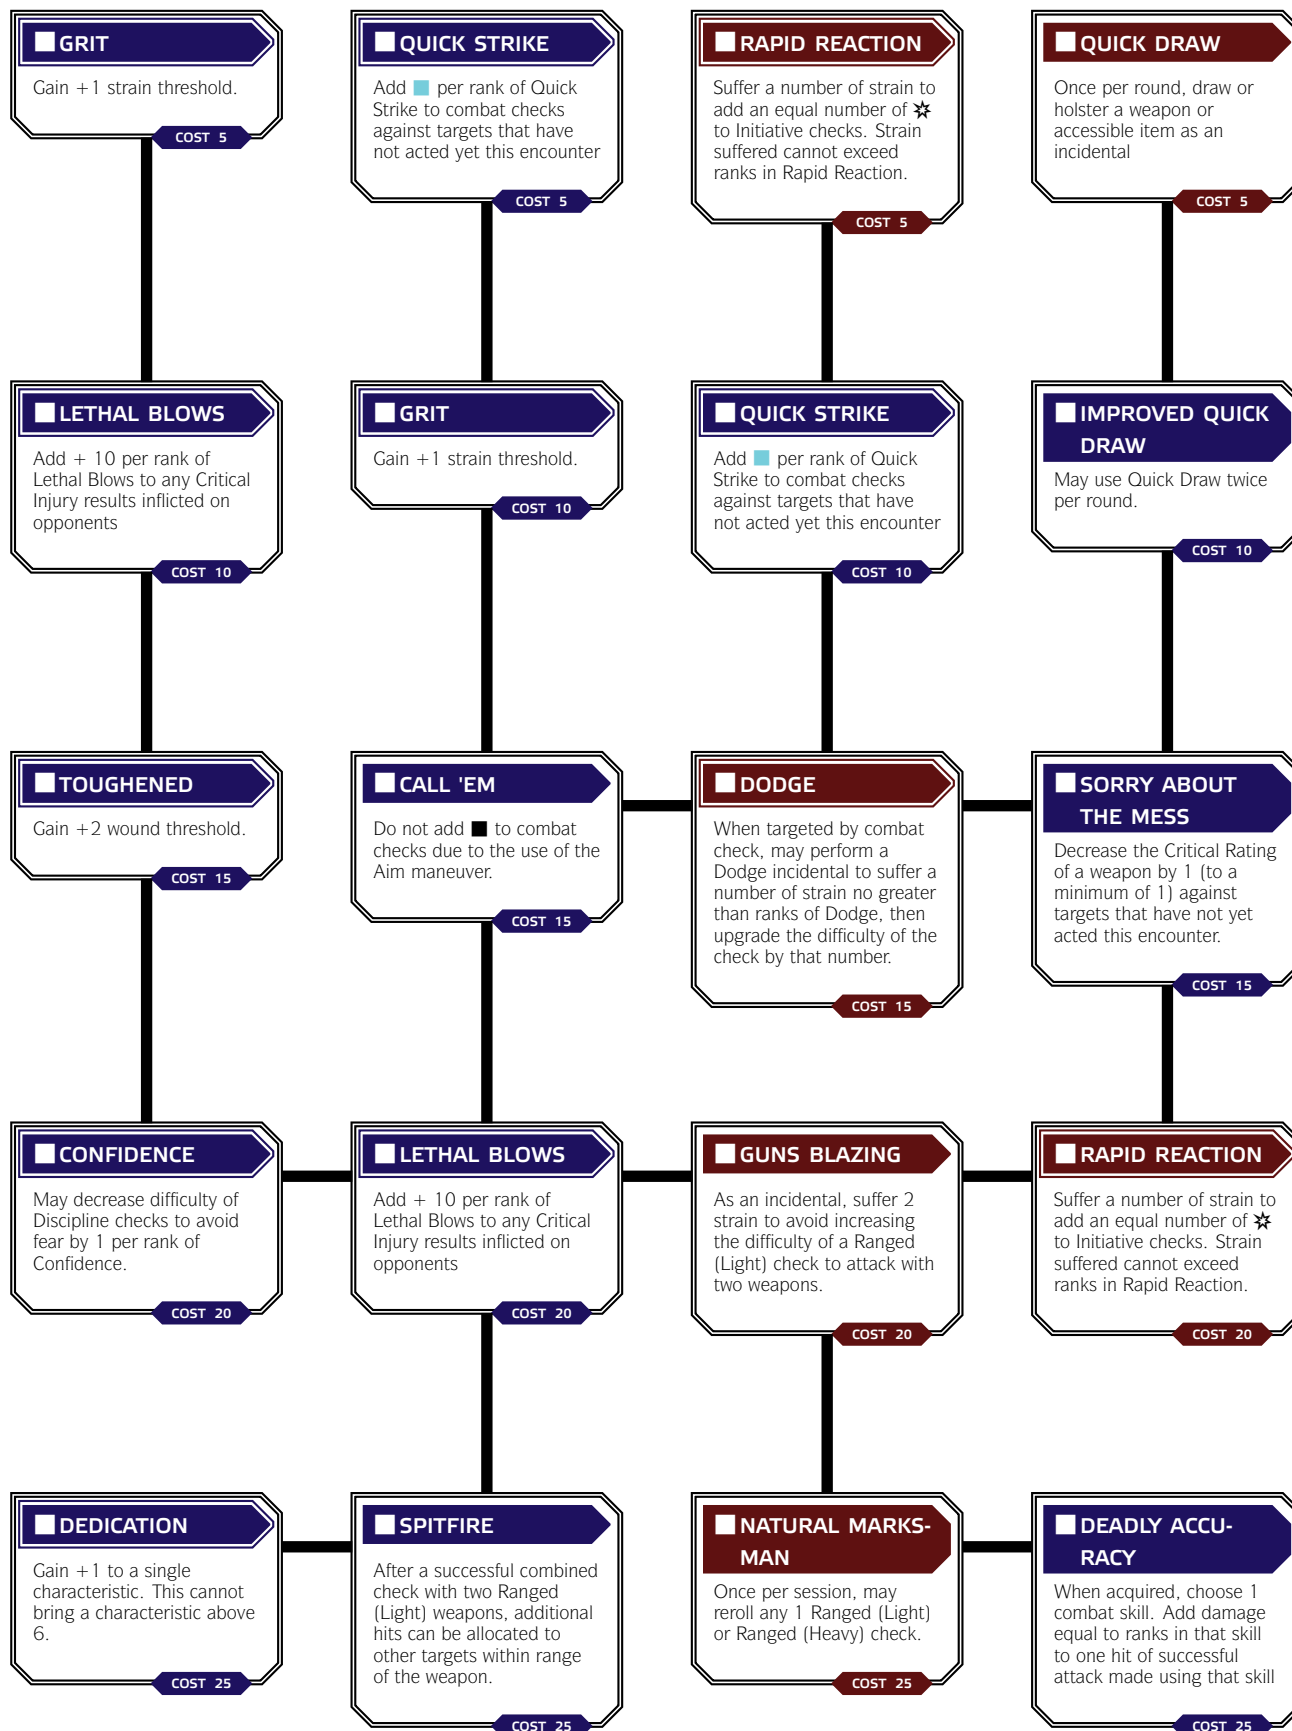 GRIT
Gain +1 strain threshold.
COST 5
QUICK STRIKE
Add per rank of Quick
Strike to combat checks
against targets that have
not acted yet this encounter
COST 5
RAPID REACTION
Suffer a number of strain to
add an equal number of
to Initiative checks. Strain
suffered cannot exceed
ranks in Rapid Reaction.
COST 5
QUICK DRAW
Once per round, draw or
holster a weapon or
accessible item as an
incidental
COST 5
LETHAL BLOWS
Add + 10 per rank of
Lethal Blows to any Critical
Injury results inflicted on
opponents
COST 10
GRIT
Gain +1 strain threshold.
COST 10
QUICK STRIKE
Add per rank of Quick
Strike to combat checks
against targets that have
not acted yet this encounter
COST 10
IMPROVED QUICK
DRAW
May use Quick Draw twice
per round.
COST 10
TOUGHENED
Gain +2 wound threshold.
COST 15
CALL 'EM
Do not add to combat
checks due to the use of the
Aim maneuver.
COST 15
DODGE
When targeted by combat
check, may perform a
Dodge incidental to suffer a
number of strain no greater
than ranks of Dodge, then
upgrade the difficulty of the
check by that number.
COST 15
SORRY ABOUT
THE MESS
Decrease the Critical Rating
of a weapon by 1 (to a
minimum of 1) against
targets that have not yet
acted this encounter.
COST 15
CONFIDENCE
May decrease difficulty of
Discipline checks to avoid
fear by 1 per rank of
Confidence.
COST 20
LETHAL BLOWS
Add + 10 per rank of
Lethal Blows to any Critical
Injury results inflicted on
opponents
COST 20
GUNS BLAZING
As an incidental, suffer 2
strain to avoid increasing
the difficulty of a Ranged
(Light) check to attack with
two weapons.
COST 20
RAPID REACTION
Suffer a number of strain to
add an equal number of
to Initiative checks. Strain
suffered cannot exceed
ranks in Rapid Reaction.
COST 20
DEDICATION
Gain +1 to a single
characteristic. This cannot
bring a characteristic above
6.
COST 25
SPITFIRE
After a successful combined
check with two Ranged
(Light) weapons, additional
hits can be allocated to
other targets within range
of the weapon.
COST 25
NATURAL MARKS-
MAN
Once per session, may
reroll any 1 Ranged (Light)
or Ranged (Heavy) check.
COST 25
DEADLY ACCU-
RACY
When acquired, choose 1
combat skill. Add damage
equal to ranks in that skill
to one hit of successful
attack made using that skill
COST 25